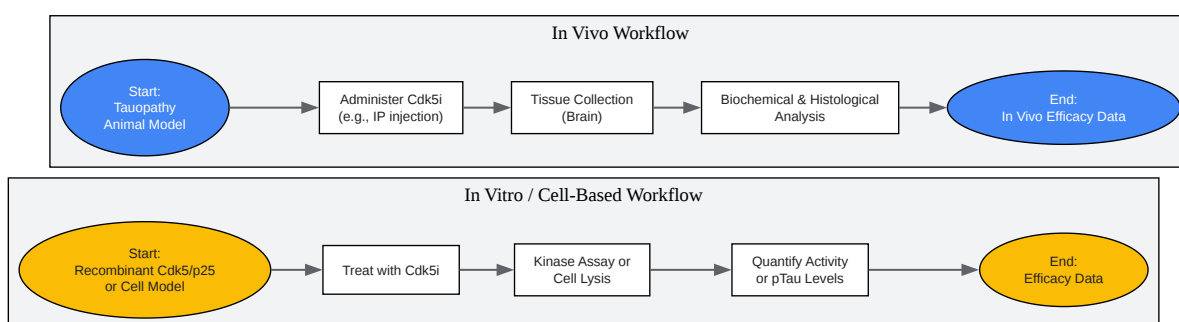 In Vivo Workflow
Start:
Tauopathy
Animal Model
Administer Cdk5i
(e.g., IP injection)
Tissue Collection
(Brain)
Biochemical & Histological
Analysis
End:
In Vivo Efficacy Data
In Vitro / Cell-Based Workflow
Start:
Recombinant Cdk5/p25
or Cell Model
Treat with Cdk5i
Kinase Assay or
Cell Lysis
Quantify Activity
or pTau Levels
End:
Efficacy Data